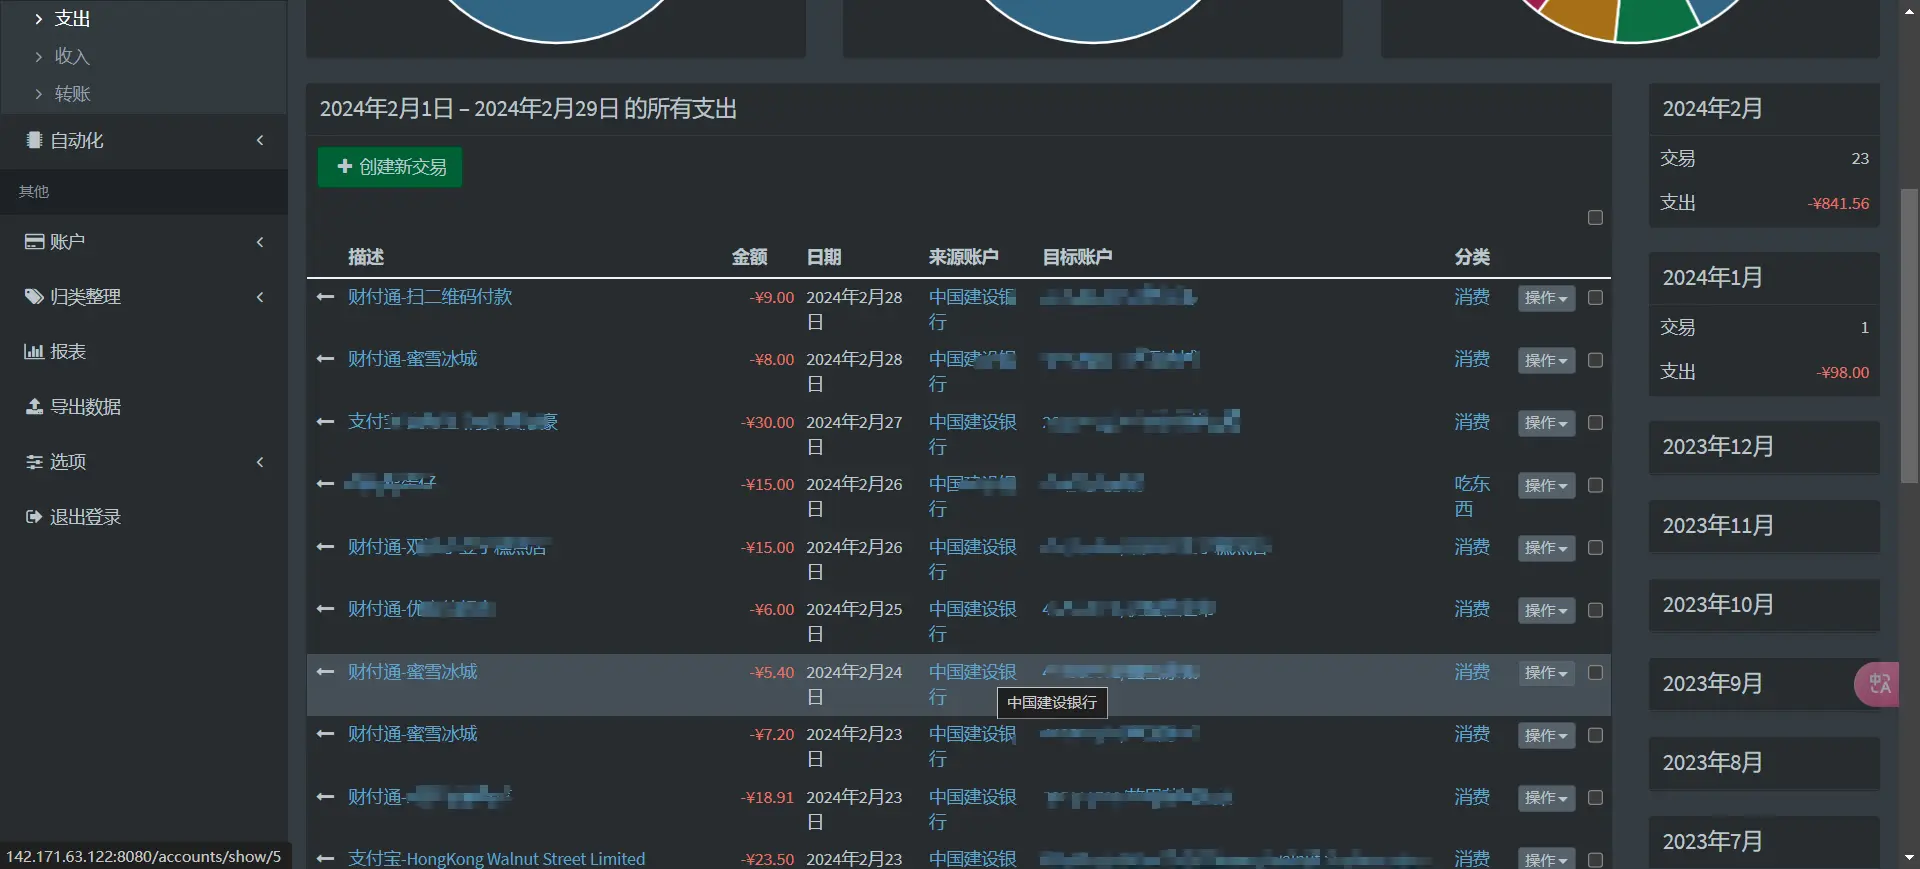 支出
收入
转账
自动化
其他
账户
归类整理
报表
导出数据
选项
退出登录
142.171.63.122:8080/accounts/show/5
2024年2月1日 – 2024年2月29日 的所有支出
创建新交易
描述 金额 日期 来源账户 目标账户 分类
财付通-扫二维码付款 -¥9.00 2024年2月28日 中国建设银行 消费 操作
财付通-蜜雪冰城 -¥8.00 2024年2月28日 中国建 行 消费 操作
支付 豪 -¥30.00 2024年2月27日 中国建设银行 消费 操作
仔 -¥15.00 2024年2月26日 中国 行 吃东西 操作
财付通-双 店 -¥15.00 2024年2月26日 中国建设银行 消费 操作
财付通-优 -¥6.00 2024年2月25日 中国建设银行 消费 操作
财付通-蜜雪冰城 -¥5.40 2024年2月24日 中国建设银行 消费 操作
中国建设银行
财付通-蜜雪冰城 -¥7.20 2024年2月23日 中国建设银行 消费 操作
财付通- -¥18.91 2024年2月23日 中国建设银行 消费 操作
支付宝-HongKong Walnut Street Limited -¥23.50 2024年2月23 中国建设银 消费 操作
2024年2月
交易 23
支出 -¥841.56
2024年1月
交易 1
支出 -¥98.00
2023年12月
2023年11月
2023年10月
2023年9月
2023年8月
2023年7月